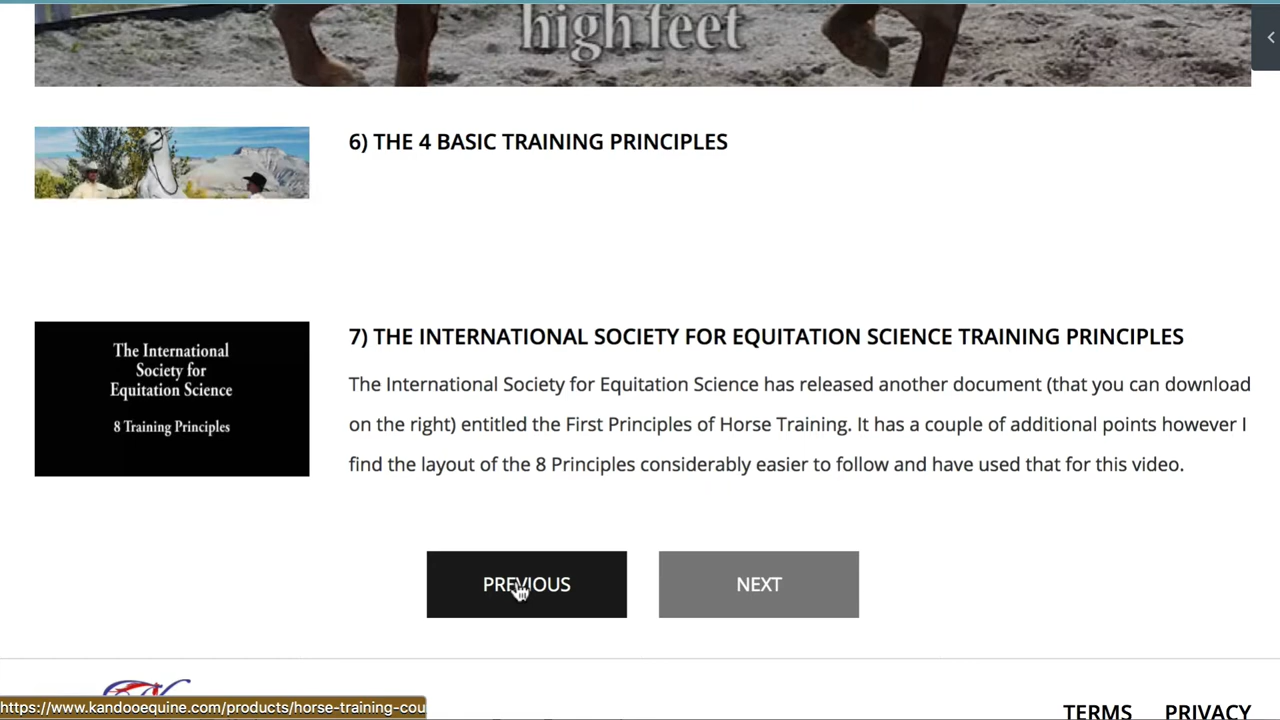 high feet
6) THE 4 BASIC TRAINING PRINCIPLES
The International
Society for
Equitation Science
8 Training Principles
7) THE INTERNATIONAL SOCIETY FOR EQUITATION SCIENCE TRAINING PRINCIPLES
The International Society for Equitation Science has released another document (that you can download
on the right) entitled the First Principles of Horse Training. It has a couple of additional points however I
find the layout of the 8 Principles considerably easier to follow and have used that for this video.
PREVIOUS
NEXT
https://www.kandooequine.com/products/horse-training-cou
TERMS
PRIVACY